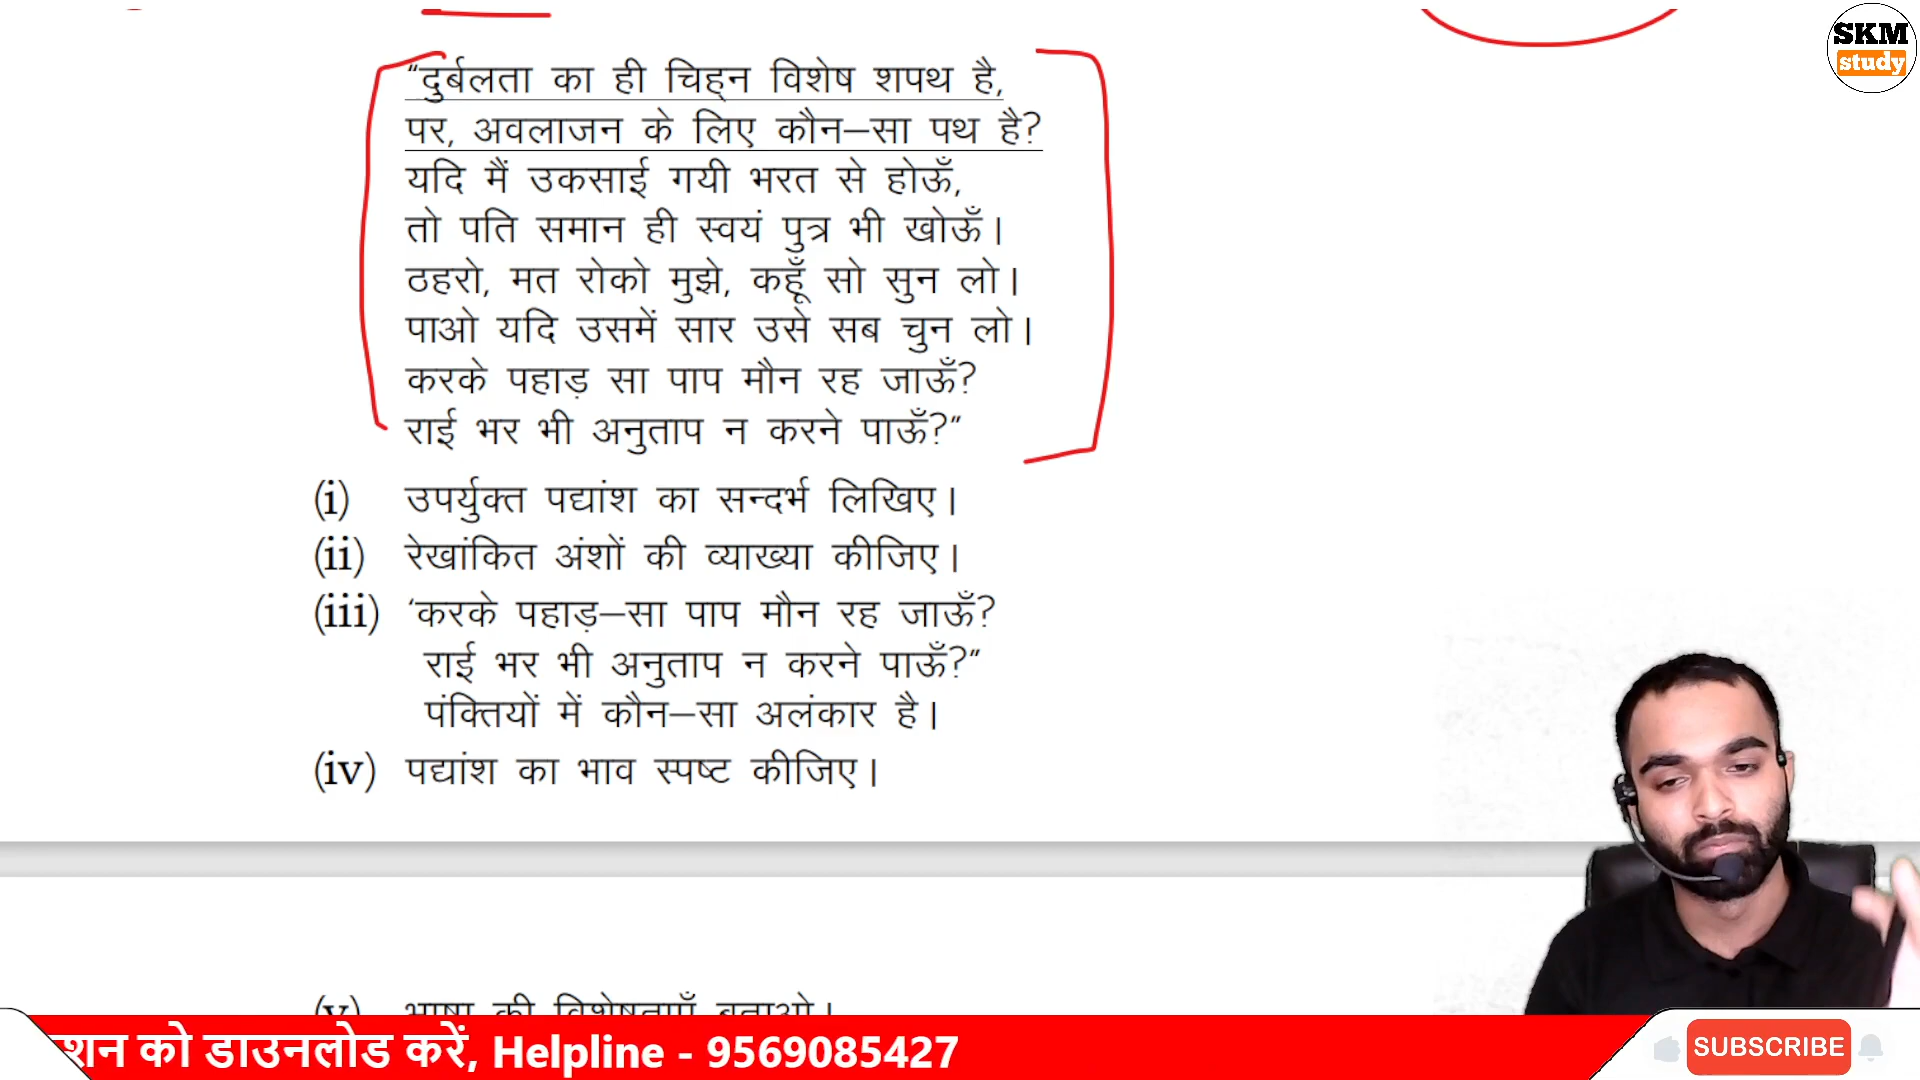 SKM
study
“दुर्बलता का ही चिह्न विशेष शपथ है,
पर, अवलाजन के लिए कौन–सा पथ है?
यदि मैं उकसाई गयी भरत से होऊँ,
तो पति समान ही स्वयं पुत्र भी खोऊँ।
ठहरो, मत रोको मुझे, कहूँ सो सुन लो।
पाओ यदि उसमें सार उसे सब चुन लो।
करके पहाड़ सा पाप मौन रह जाऊँ?
राई भर भी अनुताप न करने पाऊँ?”
(i) उपर्युक्त पद्यांश का सन्दर्भ लिखिए।
(ii) रेखांकित अंशों की व्याख्या कीजिए।
(iii) ‘करके पहाड़–सा पाप मौन रह जाऊँ?
राई भर भी अनुताप न करने पाऊँ?”
पंक्तियों में कौन–सा अलंकार है।
(iv) पद्यांश का भाव स्पष्ट कीजिए।
(v) भाषा की विशेषताएँ बताओ।
शन को डाउनलोड करें, Helpline - 9569085427
SUBSCRIBE